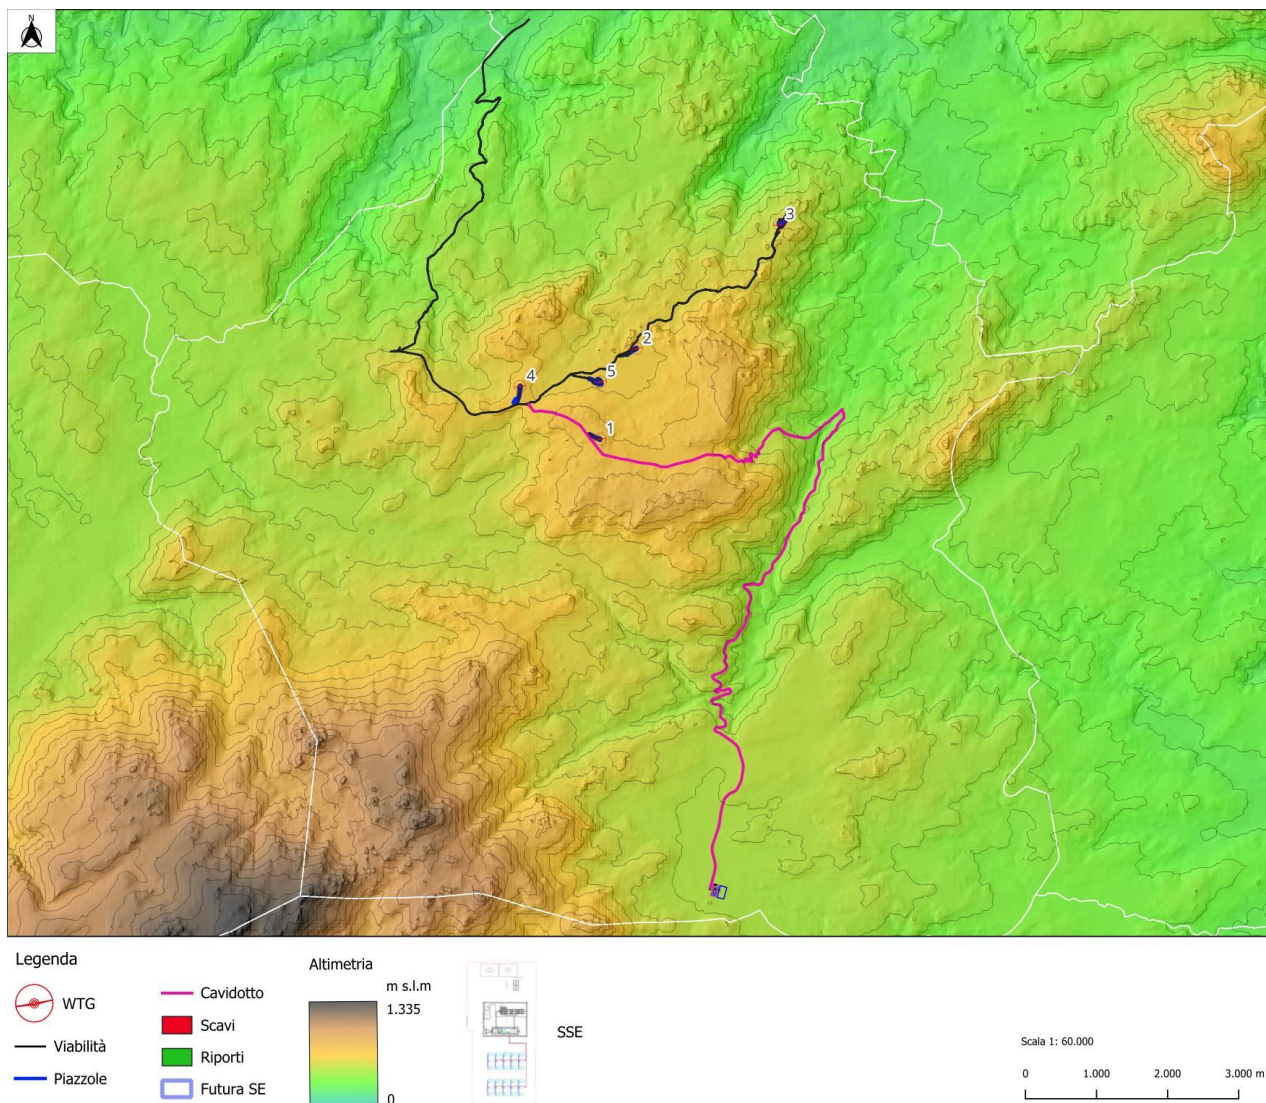 N
3
2
4
5
1
Legenda
WTG
Viabilità
Piazzole
Cavidotto
Scavi
Riporti
Futura SE
Altimetria
m s.l.m
1.335
0
SSE
Scala 1: 60.000
0 1.000 2.000 3.000 m